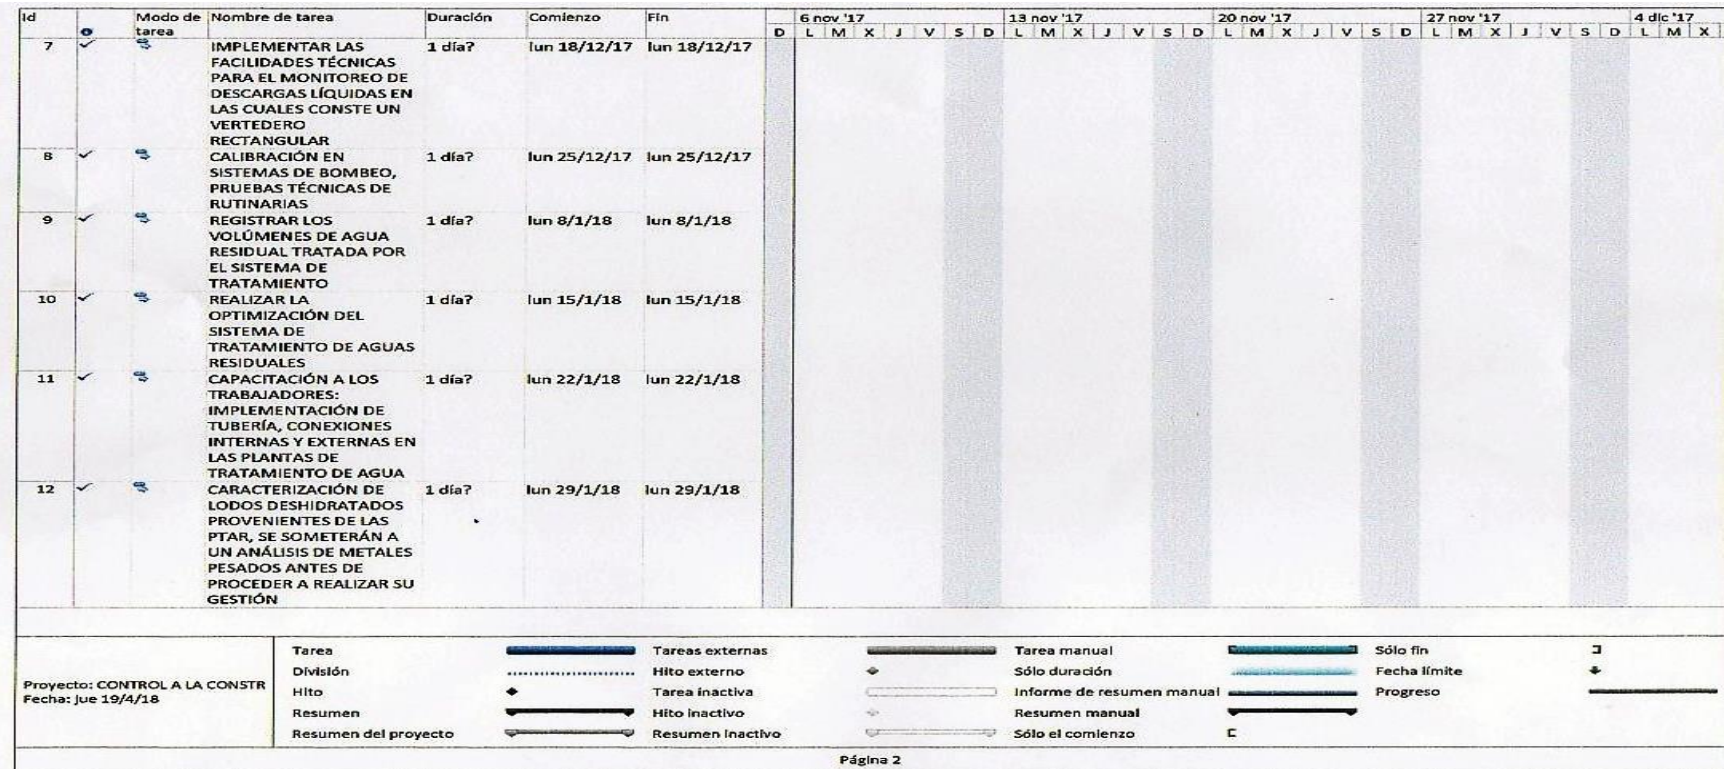 Id Modo de tarea Nombre de tarea Duración Comienzo Fin 6 nov '17 13 nov '17 20 nov '17 27 nov '17 4 dic '17
D L M X J V S D L M X J V S D L M X J V S D L M X J V S D L M X
7 IMPLEMENTAR LAS 1 día? lun 18/12/17 lun 18/12/17
FACILIDADES TÉCNICAS
PARA EL MONITOREO DE
DESCARGAS LÍQUIDAS EN
LAS CUALES CONSTE UN
VERTEDERO
RECTANGULAR
8 CALIBRACIÓN EN 1 día? lun 25/12/17 lun 25/12/17
SISTEMAS DE BOMBEO,
PRUEBAS TÉCNICAS DE
RUTINARIAS
9 REGISTRAR LOS 1 día? lun 8/1/18 lun 8/1/18
VOLÚMENES DE AGUA
RESIDUAL TRATADA POR
EL SISTEMA DE
TRATAMIENTO
10 REALIZAR LA 1 día? lun 15/1/18 lun 15/1/18
OPTIMIZACIÓN DEL
SISTEMA DE
TRATAMIENTO DE AGUAS
RESIDUALES
11 CAPACITACIÓN A LOS 1 día? lun 22/1/18 lun 22/1/18
TRABAJADORES:
IMPLEMENTACIÓN DE
TUBERÍA, CONEXIONES
INTERNAS Y EXTERNAS EN
LAS PLANTAS DE
TRATAMIENTO DE AGUA
12 CARACTERIZACIÓN DE 1 día? lun 29/1/18 lun 29/1/18
LODOS DESHIDRATADOS
PROVENIENTES DE LAS
PTAR, SE SOMETERÁN A
UN ANÁLISIS DE METALES
PESADOS ANTES DE
PROCEDER A REALIZAR SU
GESTIÓN
Proyecto: CONTROL A LA CONSTR
Fecha: jue 19/4/18
Tarea Tareas externas Tarea manual Sólo fin
División Hito externo Sólo duración Fecha límite
Hito Tarea inactiva Informe de resumen manual Progreso
Resumen Hito inactivo Resumen manual
Resumen del proyecto Resumen inactivo Sólo el comienzo
Página 2